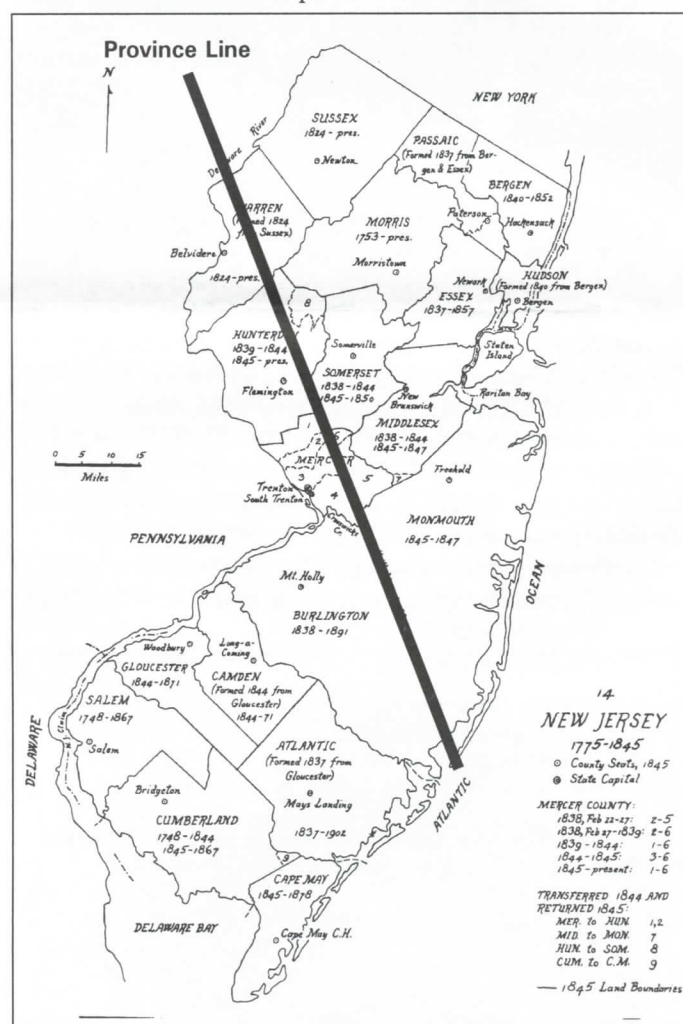 Province Line
N
NEW YORK
Delaware River
SUSSEX
1824-pres.
Newton
PASSAIC
(Formed 1837 from Ber-
gen & Essex)
BERGEN
1840-1852
Paterson
Hackensack
WARREN
(Formed 1824
from Sussex)
Belvidere
1824-pres.
MORRIS
1753-pres.
Morristown
Newark
ESSEX
1837-1857
HUDSON
(Formed 1840 from Bergen)
Bergen
8
HUNTERD
1839-1844
1845-pres.
Flemington
Somerville
SOMERSET
1838-1844
1845-1850
Staten
Island
New
Brunswick
Raritan Bay
MIDDLESEX
1838-1844
1845-1847
0 5 10 15
Miles
1
2
6
MERCER
3
4
5
7
Trenton
South Trenton
Crosswicks
Cr.
Freehold
MONMOUTH
1845-1847
PENNSYLVANIA
Mt. Holly
BURLINGTON
1838-1891
OCEAN
Woodbury
Long-a-
Coming
GLOUCESTER
1844-1871
CAMDEN
(Formed 1844 from
Gloucester)
1844-71
SALEM
1748-1867
Salem
DELAWARE
ATLANTIC
(Formed 1837 from
Gloucester)
Mays Landing
1837-1902
ATLANTIC
Bridgeton
CUMBERLAND
1748-1844
1845-1867
9
CAPE MAY
1845-1878
DELAWARE BAY
Cape May C.H.
14
NEW JERSEY
1775-1845
County Seats, 1845
State Capital
MERCER COUNTY:
1838, Feb 22-27: 2-5
1838, Feb 27-1839: 2-6
1839-1844: 1-6
1844-1845: 3-6
1845-present: 1-6
TRANSFERRED 1844 AND
RETURNED 1845:
MER. to HUN. 1,2
MID. to MON. 7
HUN. to SOM. 8
CUM. to C.M. 9
1845 Land Boundaries